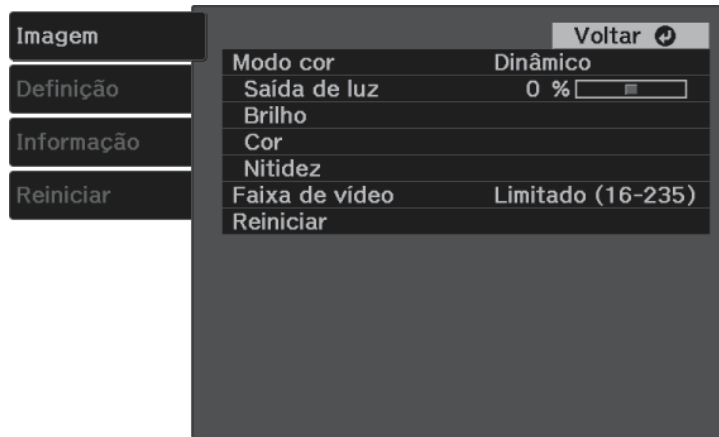 Imagem
Definição
Informação
Reiniciar
Voltar
Modo cor Dinâmico
Saída de luz 0 %
Brilho
Cor
Nitidez
Faixa de vídeo Limitado (16-235)
Reiniciar